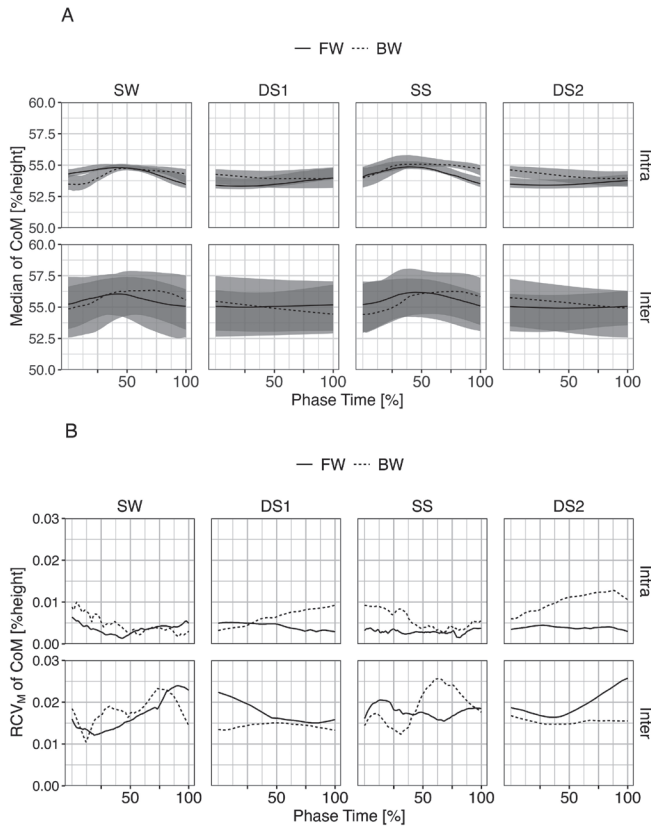 A
FW BW
SW DS1 SS DS2
60.0
57.5
55.0
52.5
50.0
Intra
60.0
57.5
55.0
52.5
50.0
Inter
Median of CoM [%height]
50 100 50 100 50 100 50 100
Phase Time [%]
B
FW BW
SW DS1 SS DS2
0.03
0.02
0.01
0.00
Intra
0.03
0.02
0.01
0.00
Inter
RCVM of CoM [%height]
50 100 50 100 50 100 50 100
Phase Time [%]